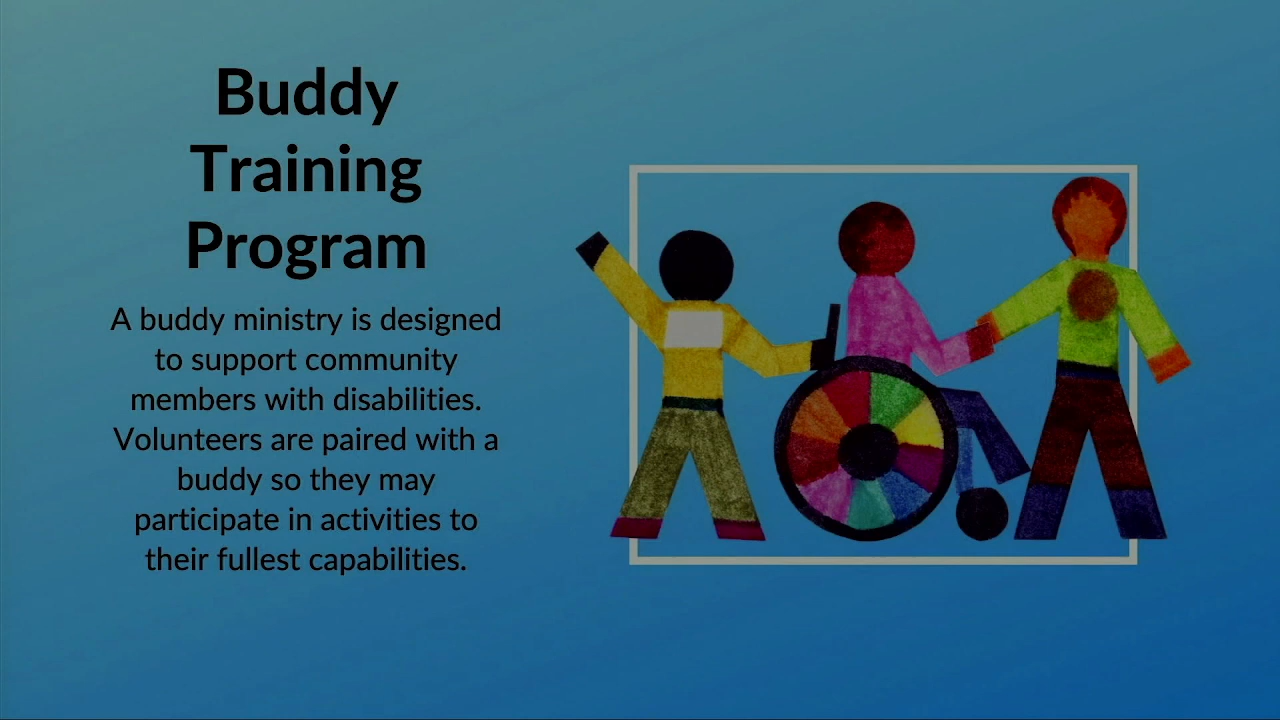 Buddy
Training
Program
A buddy ministry is designed
to support community
members with disabilities.
Volunteers are paired with a
buddy so they may
participate in activities to
their fullest capabilities.